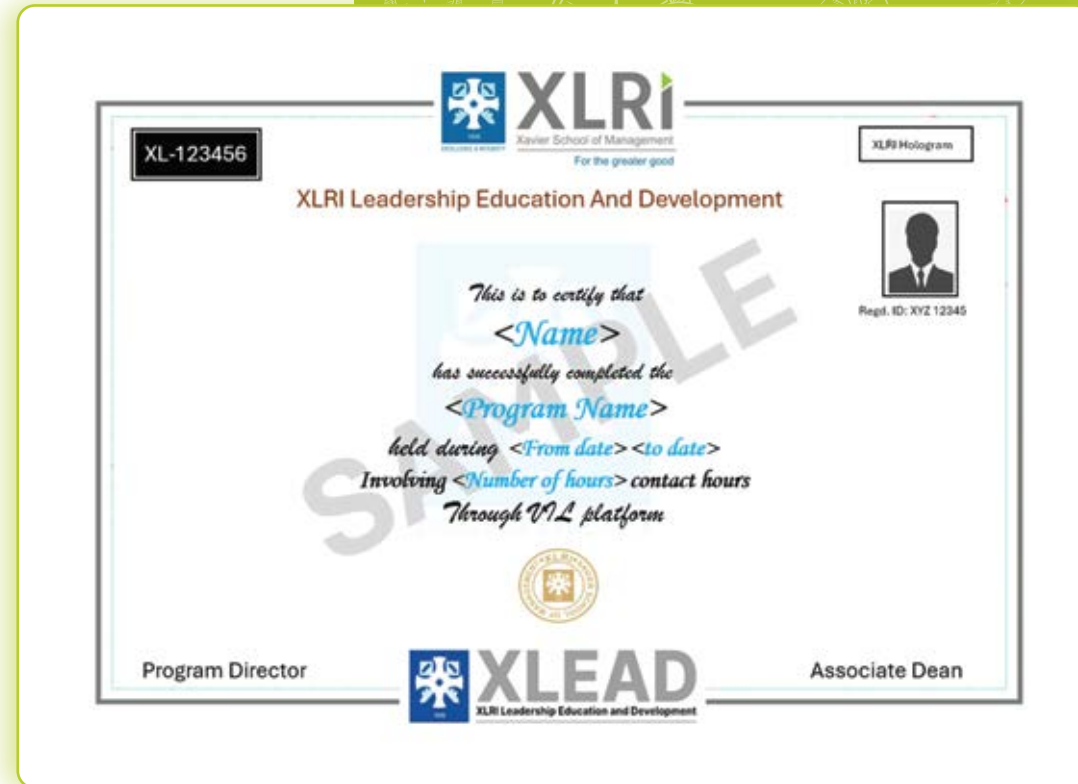 XLRI
Xavier School of Management
For the greater good
XL-123456
XLRI Hologram
XLRI Leadership Education And Development
Regd. ID: XYZ 12345
This is to certify that
<Name>
has successfully completed the
<Program Name>
held during <From date> <to date>
Involving <Number of hours> contact hours
Through VIL platform
SAMPLE
Program Director
XLEAD
XLRI Leadership Education and Development
Associate Dean